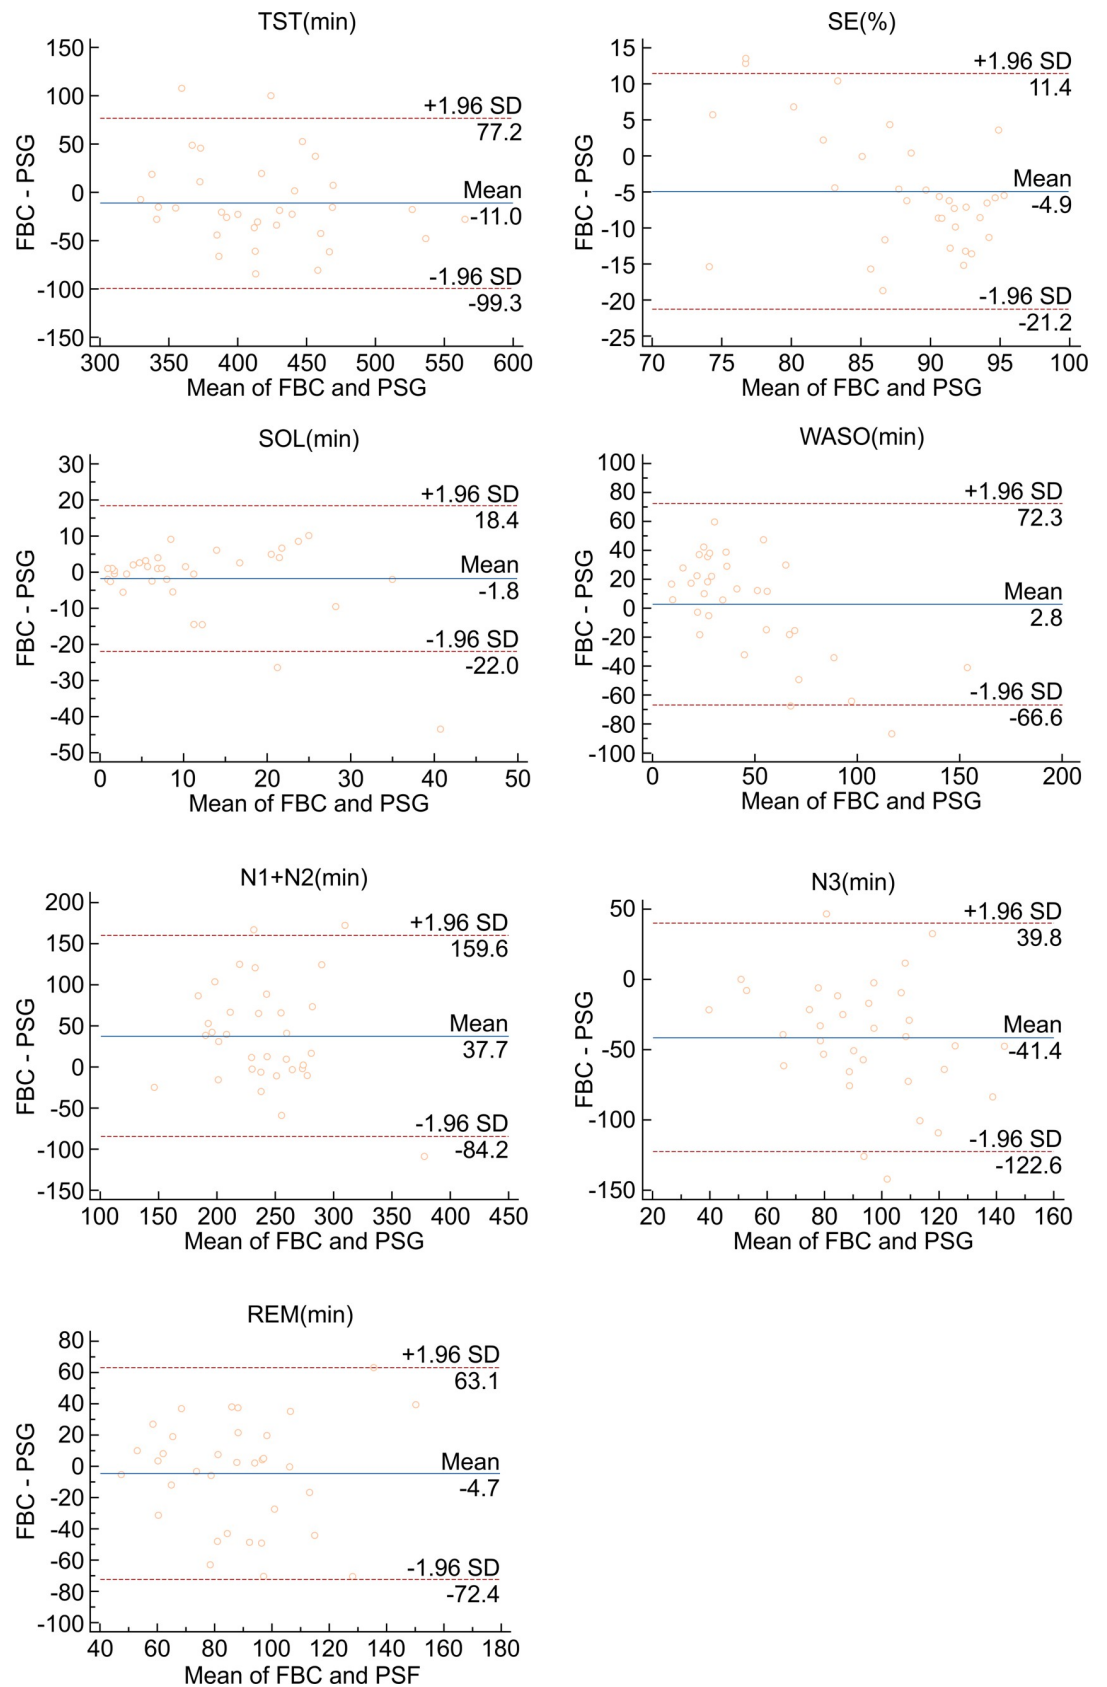 TST(min)
150
100
50
0
-50
-100
-150
FBC - PSG
+1.96 SD
77.2
Mean
-11.0
-1.96 SD
-99.3
300 350 400 450 500 550 600
Mean of FBC and PSG
SE(%)
15
10
5
0
-5
-10
-15
-20
-25
FBC - PSG
+1.96 SD
11.4
Mean
-4.9
-1.96 SD
-21.2
70 75 80 85 90 95 100
Mean of FBC and PSG
SOL(min)
30
20
10
0
-10
-20
-30
-40
-50
FBC - PSG
+1.96 SD
18.4
Mean
-1.8
-1.96 SD
-22.0
0 10 20 30 40 50
Mean of FBC and PSG
WASO(min)
100
80
60
40
20
0
-20
-40
-60
-80
-100
FBC - PSG
+1.96 SD
72.3
Mean
2.8
-1.96 SD
-66.6
0 50 100 150 200
Mean of FBC and PSG
N1+N2(min)
200
150
100
50
0
-50
-100
-150
FBC - PSG
+1.96 SD
159.6
Mean
37.7
-1.96 SD
-84.2
100 150 200 250 300 350 400 450
Mean of FBC and PSG
N3(min)
50
0
-50
-100
-150
FBC - PSG
+1.96 SD
39.8
Mean
-41.4
-1.96 SD
-122.6
20 40 60 80 100 120 140 160
Mean of FBC and PSG
REM(min)
80
60
40
20
0
-20
-40
-60
-80
-100
FBC - PSG
+1.96 SD
63.1
Mean
-4.7
-1.96 SD
-72.4
40 60 80 100 120 140 160 180
Mean of FBC and PSF